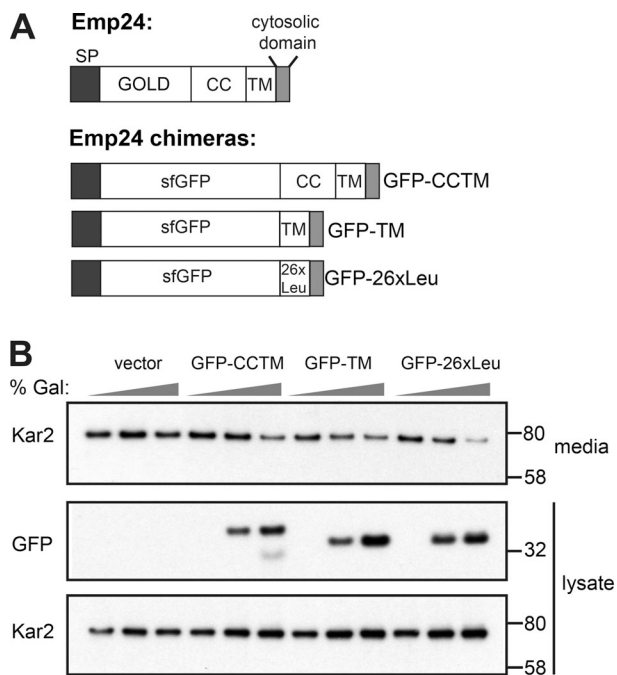 A
Emp24:
cytosolic
domain
SP
GOLD CC TM
Emp24 chimeras:
sfGFP CC TM GFP-CCTM
sfGFP TM GFP-TM
sfGFP 26x Leu GFP-26xLeu
B
vector GFP-CCTM GFP-TM GFP-26xLeu
% Gal:
Kar2 80 media
58
GFP 32
lysate
Kar2 80
58